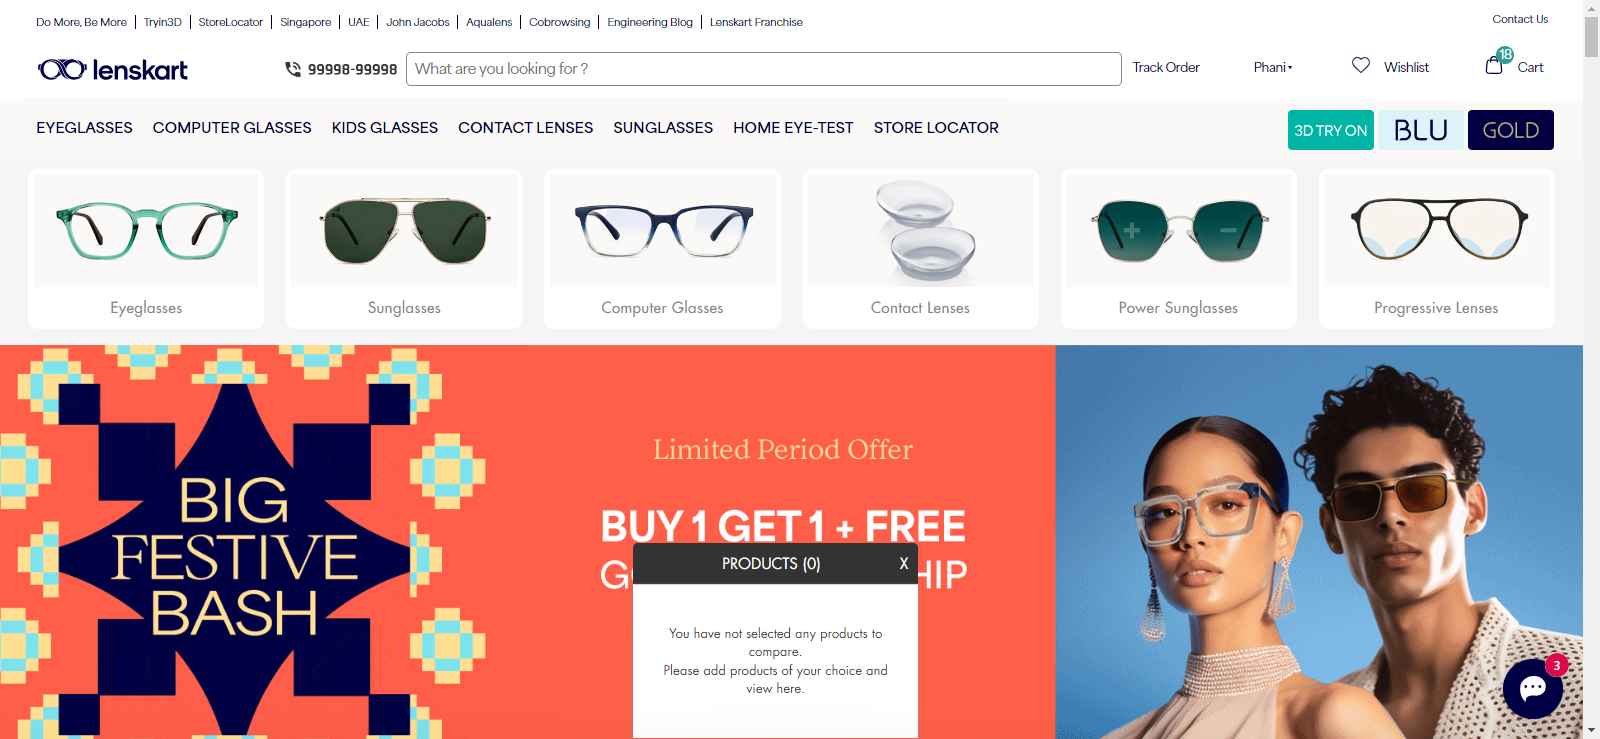 Do More, Be More | Tryin3D | StoreLocator | Singapore | UAE | John Jacobs | Aqualens | Cobrowsing | Engineering Blog | Lenskart Franchise
Contact Us
lenskart
99998-99998
What are you looking for ?
Track Order
Phani
Wishlist
18
Cart
EYEGLASSES COMPUTER GLASSES KIDS GLASSES CONTACT LENSES SUNGLASSES HOME EYE-TEST STORE LOCATOR
3D TRY ON
BLU
GOLD
Eyeglasses
Sunglasses
Computer Glasses
Contact Lenses
Power Sunglasses
Progressive Lenses
BIG
FESTIVE
BASH
Limited Period Offer
BUY 1 GET 1 + FREE
PRODUCTS (0) X
You have not selected any products to
compare.
Please add products of your choice and
view here.
3